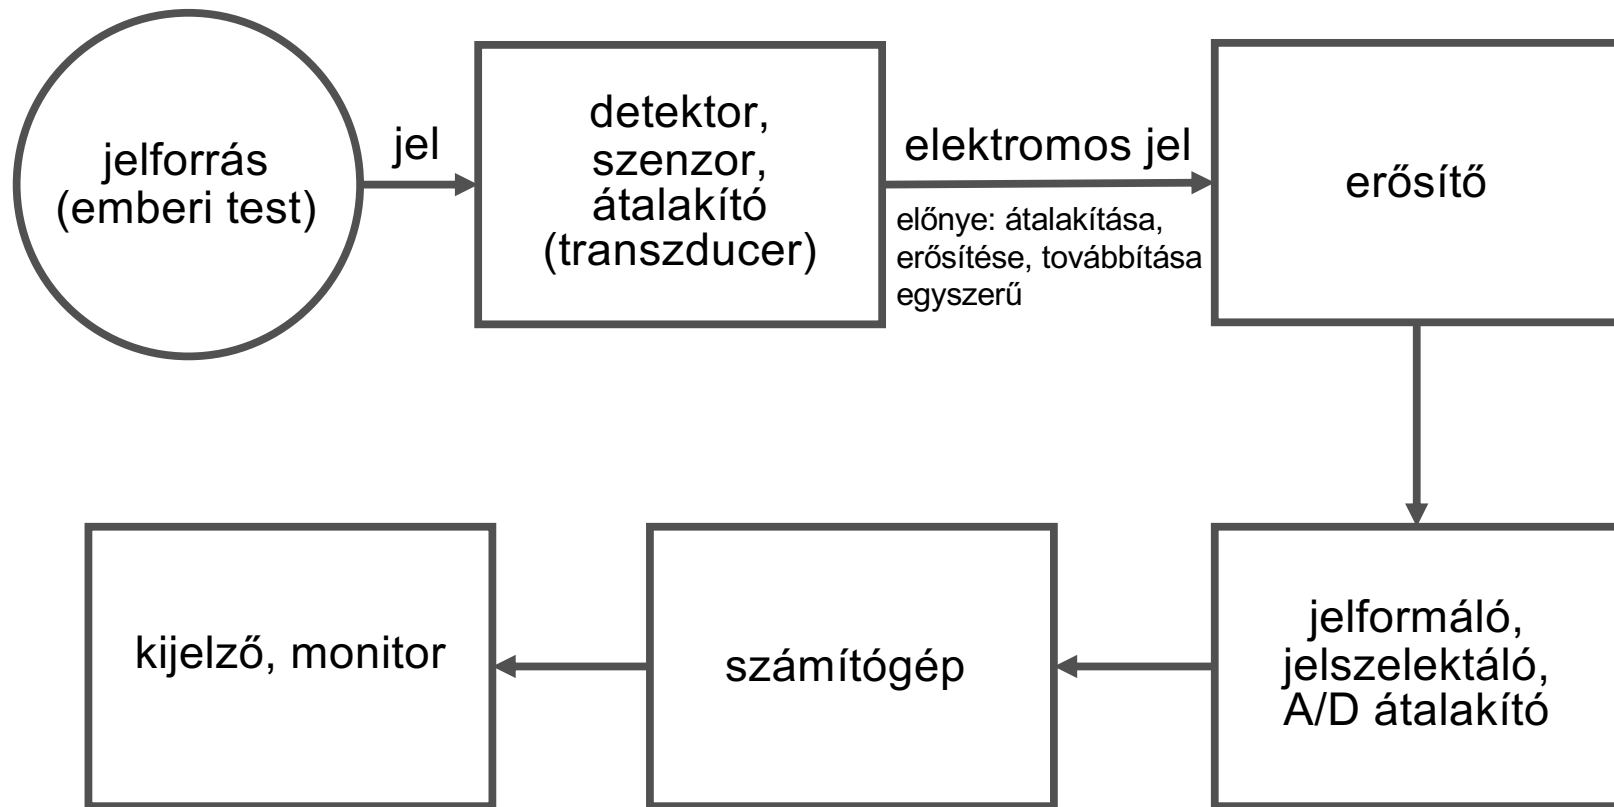 jelforrás
(emberi test)
jel
detektor,
szenzor,
átalakító
(transzducer)
elektromos jel
előnye: átalakítása,
erősítése, továbbítása
egyszerű
erősítő
jelformáló,
jelszelektáló,
A/D átalakító
számítógép
kijelző, monitor